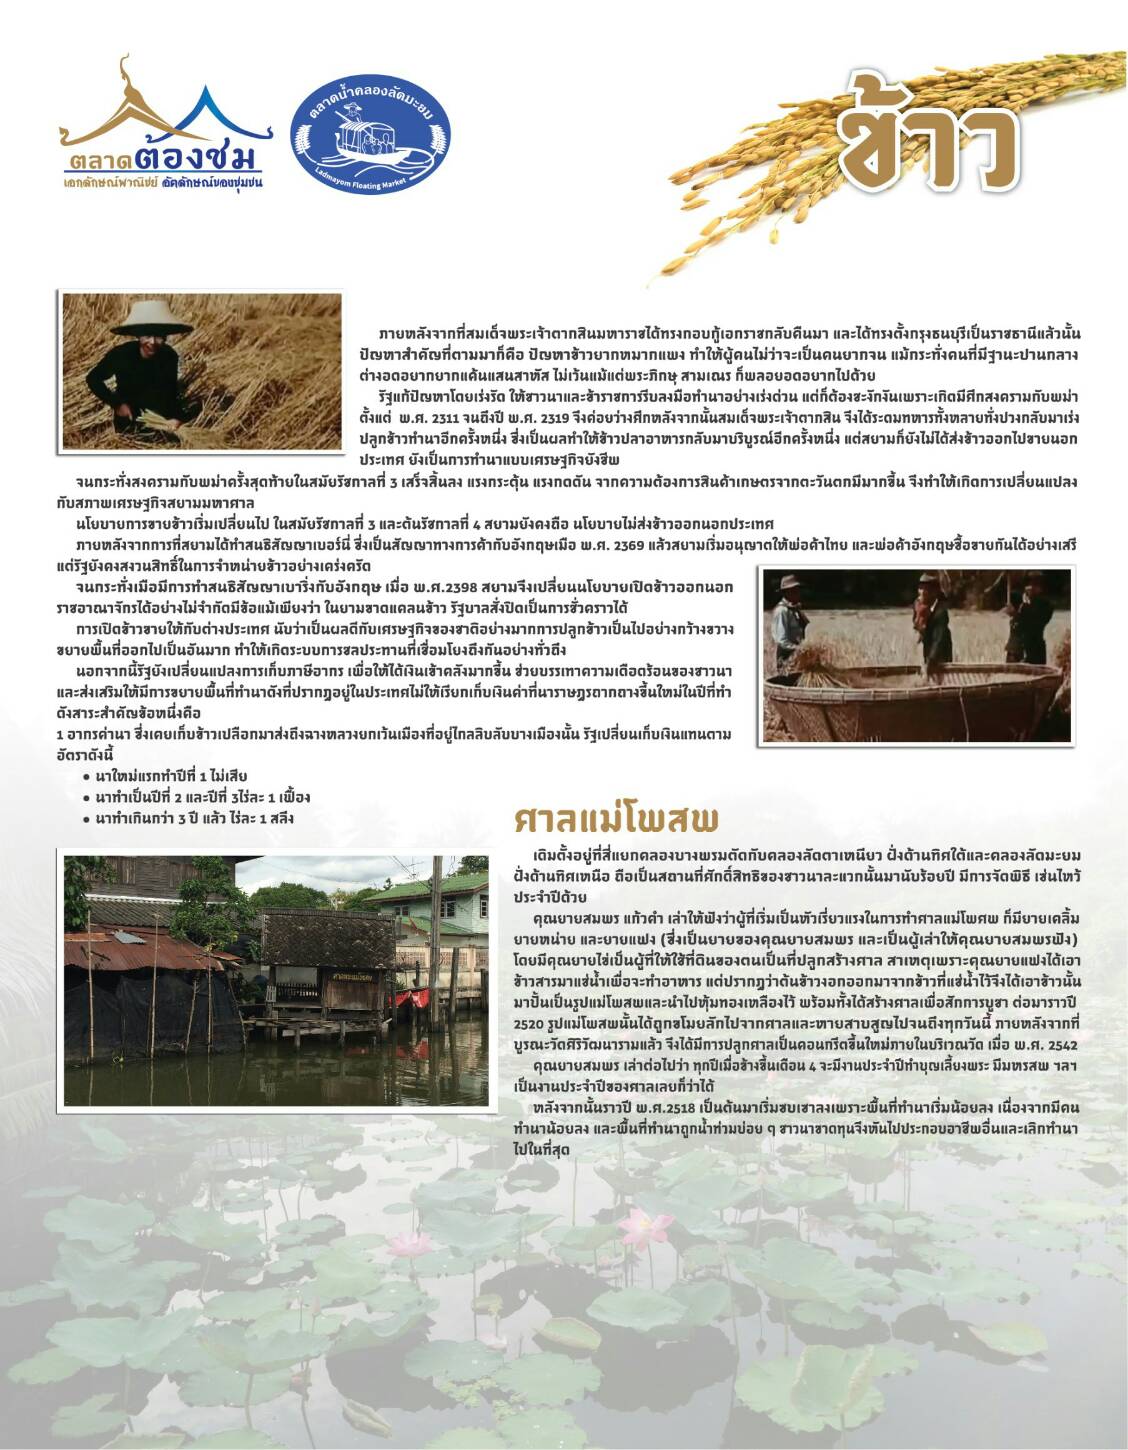 ตลาดต้องชม
เอกลักษณ์พาณิชย์ อัตลักษณ์ของชุมชน
ตลาดน้ำคลองลัดมะยม
Ladmayom Floating Market
ข้าว
ภายหลังจากที่สมเด็จพระเจ้าตากสินมหาราชได้ทรงกอบกู้เอกราชกลับคืนมา และได้ทรงตั้งกรุงธนบุรีเป็นราชธานีแล้วนั้น
ปัญหาสำคัญที่ตามมาก็คือ ปัญหาข้าวยากหมากแพง ทำให้ผู้คนไม่ว่าจะเป็นคนยากจน แม้กระทั่งคนที่มีฐานะปานกลาง
ต่างอดอยากยากแค้นแสนสาหัส ไม่เว้นแม้แต่พระภิกษุ สามเณร ก็พลอยอดอยากไปด้วย
รัฐแก้ปัญหาโดยเร่งรัด ให้ชาวนาและข้าราชการรีบลงมือทำนาอย่างเร่งด่วน แต่ก็ต้องชะงักงันเพราะเกิดมีศึกสงครามกับพม่า
ตั้งแต่ พ.ศ. 2311 จนถึงปี พ.ศ. 2319 จึงค่อยว่างศึกหลังจากนั้นสมเด็จพระเจ้าตากสิน จึงได้ระดมทหารทั้งหลายทั่งปวงกลับมาเร่ง
ปลูกข้าวทำนาอีกครั้งหนึ่ง ซึ่งเป็นผลทำให้ข้าวปลาอาหารกลับมาบริบูรณ์อีกครั้งหนึ่ง แต่สยามก็ยังไม่ได้ส่งข้าวออกไปขายนอก
ประเทศ ยังเป็นการทำนาแบบเศรษฐกิจยังชีพ
จนกระทั่งสงครามกับพม่าครั้งสุดท้ายในสมัยรัชกาลที่ 3 เสร็จสิ้นลง แรงกระตุ้น แรงกดดัน จากความต้องการสินค้าเกษตรจากตะวันตกมีมากขึ้น จึงทำให้เกิดการเปลี่ยนแปลง
กับสภาพเศรษฐกิจสยามมหาศาล
นโยบายการขายข้าวเริ่มเปลี่ยนไป ในสมัยรัชกาลที่ 3 และต้นรัชกาลที่ 4 สยามยังคงถือ นโยบายไม่ส่งข้าวออกนอกประเทศ
ภายหลังจากการที่สยามได้ทำสนธิสัญญาเบอร์นี่ ซึ่งเป็นสัญญาทางการค้ากับอังกฤษเมื่อ พ.ศ. 2369 แล้วสยามเริ่มอนุญาตให้พ่อค้าไทย และพ่อค้าอังกฤษซื้อขายกันได้อย่างเสรี
แต่รัฐยังคงสงวนสิทธิ์ในการจำหน่ายข้าวอย่างเคร่งครัด
จนกระทั่งเมื่อมีการทำสนธิสัญญาเบาริ่งกับอังกฤษ เมื่อ พ.ศ.2398 สยามจึงเปลี่ยนนโยบายเปิดข้าวออกนอก
ราชอาณาจักรได้อย่างไม่จำกัดมีข้อแม้เพียงว่า ในยามขาดแคลนข้าว รัฐบาลสั่งปิดเป็นการชั่วคราวได้
การเปิดข้าวขายให้กับต่างประเทศ นับว่าเป็นผลดีกับเศรษฐกิจของชาติอย่างมากการปลูกข้าวเป็นไปอย่างกว้างขวาง
ขยายพื้นที่ออกไปเป็นอันมาก ทำให้เกิดระบบการชลประทานที่เชื่อมโยงถึงกันอย่างทั่วถึง
นอกจากนี้รัฐยังเปลี่ยนแปลงการเก็บภาษีอากร เพื่อให้ได้เงินเข้าคลังมากขึ้น ช่วยบรรเทาความเดือดร้อนของชาวนา
และส่งเสริมให้มีการขยายพื้นที่ทำนาดังที่ปรากฏอยู่ในประเทศไม่ให้เรียกเก็บเงินค่าที่นาราษฎรถากถางขึ้นใหม่ในปีที่ทำ
ดังสาระสำคัญข้อหนึ่งคือ
1 อากรค่านา ซึ่งเคยเก็บข้าวเปลือกมาส่งถึงฉางหลวงยกเว้นเมืองที่อยู่ไกลลิบลับบางเมืองนั้น รัฐเปลี่ยนเก็บเงินแทนตาม
อัตราดังนี้
• นาใหม่แรกทำปีที่ 1 ไม่เสีย
• นาทำเป็นปีที่ 2 และปีที่ 3ไร่ละ 1 เฟื้อง
• นาทำเกินกว่า 3 ปี แล้ว ไร่ละ 1 สลึง
ศาลแม่โพสพ
เดิมตั้งอยู่ที่สี่แยกคลองบางพรมตัดกับคลองลัดตาเหนียว ฝั่งด้านทิศใต้และคลองลัดมะยม
ฝั่งด้านทิศเหนือ ถือเป็นสถานที่ศักดิ์สิทธิของชาวนาละแวกนั้นมานับร้อยปี มีการจัดพิธี เซ่นไหว้
ประจำปีด้วย
คุณยายสมพร แก้วคำ เล่าให้ฟังว่าผู้ที่เริ่มเป็นหัวเรี่ยวแรงในการทำศาลแม่โพศพ ก็มียายเคลิ้ม
ยายหน่าย และยายแฟง (ซึ่งเป็นยายของคุณยายสมพร และเป็นผู้เล่าให้คุณยายสมพรฟัง)
โดยมีคุณยายไข่เป็นผู้ที่ให้ใช้ที่ดินของตนเป็นที่ปลูกสร้างศาล สาเหตุเพราะคุณยายแฟงได้เอา
ข้าวสารมาแช่น้ำเพื่อจะทำอาหาร แต่ปรากฏว่าต้นข้าวงอกออกมาจากข้าวที่แช่น้ำไว้จึงได้เอาข้าวนั้น
มาปั้นเป็นรูปแม่โพสพและนำไปหุ้มทองเหลืองไว้ พร้อมทั้งได้สร้างศาลเพื่อสักการบูชา ต่อมาราวปี
2520 รูปแม่โพสพนั้นได้ถูกขโมยลักไปจากศาลและหายสาบสูญไปจนถึงทุกวันนี้ ภายหลังจากที่
บูรณะวัดศิริวัฒนารามแล้ว จึงได้มีการปลูกศาลเป็นคอนกรีตขึ้นใหม่ภายในบริเวณวัด เมื่อ พ.ศ. 2542
คุณยายสมพร เล่าต่อไปว่า ทุกปีเมื่อข้างขึ้นเดือน 4 จะมีงานประจำปีทำบุญเลี้ยงพระ มีมหรสพ ฯลฯ
เป็นงานประจำปีของศาลเลยก็ว่าได้
หลังจากนั้นราวปี พ.ศ.2518 เป็นต้นมาเริ่มซบเซาลงเพราะพื้นที่ทำนาเริ่มน้อยลง เนื่องจากมีคน
ทำนาน้อยลง และพื้นที่ทำนาถูกน้ำท่วมบ่อย ๆ ชาวนาขาดทุนจึงหันไปประกอบอาชีพอื่นและเลิกทำนา
ไปในที่สุด